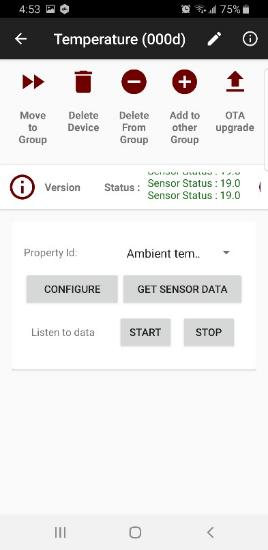 4:53 75%
Temperature (000d)
Move to Group
Delete Device
Delete From Group
Add to other Group
OTA upgrade
Version
Status :
Sensor Status : 19.0
Sensor Status : 19.0
Sensor Status : 19.0
Property Id:
Ambient tem..
CONFIGURE
GET SENSOR DATA
Listen to data
START
STOP